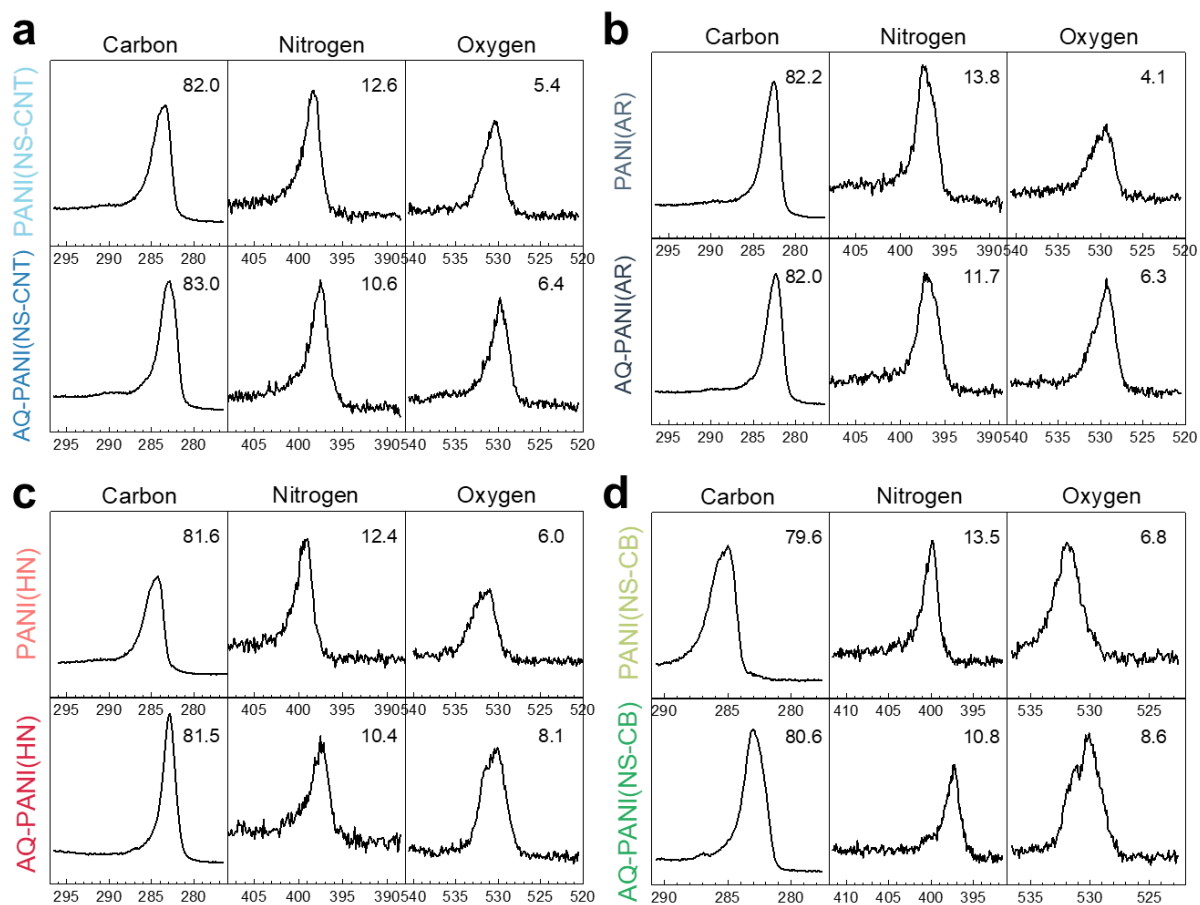 a
Carbon Nitrogen Oxygen
PANI(NS-CNT)
82.0 12.6 5.4
295 290 285 280 405 400 395 390 540 535 530 525 520
AQ-PANI(NS-CNT)
83.0 10.6 6.4
295 290 285 280 405 400 395 390 540 535 530 525 520
b
Carbon Nitrogen Oxygen
PANI(AR)
82.2 13.8 4.1
295 290 285 280 405 400 395 390 540 535 530 525 520
AQ-PANI(AR)
82.0 11.7 6.3
295 290 285 280 405 400 395 390 540 535 530 525 520
c
Carbon Nitrogen Oxygen
PANI(HN)
81.6 12.4 6.0
295 290 285 280 405 400 395 540 535 530 525 520
AQ-PANI(HN)
81.5 10.4 8.1
295 290 285 280 405 400 395 390 540 535 530 525 520
d
Carbon Nitrogen Oxygen
PANI(NS-CB)
79.6 13.5 6.8
290 285 280 410 405 400 395 535 530 525
AQ-PANI(NS-CB)
80.6 10.8 8.6
290 285 280 410 405 400 395 535 530 525